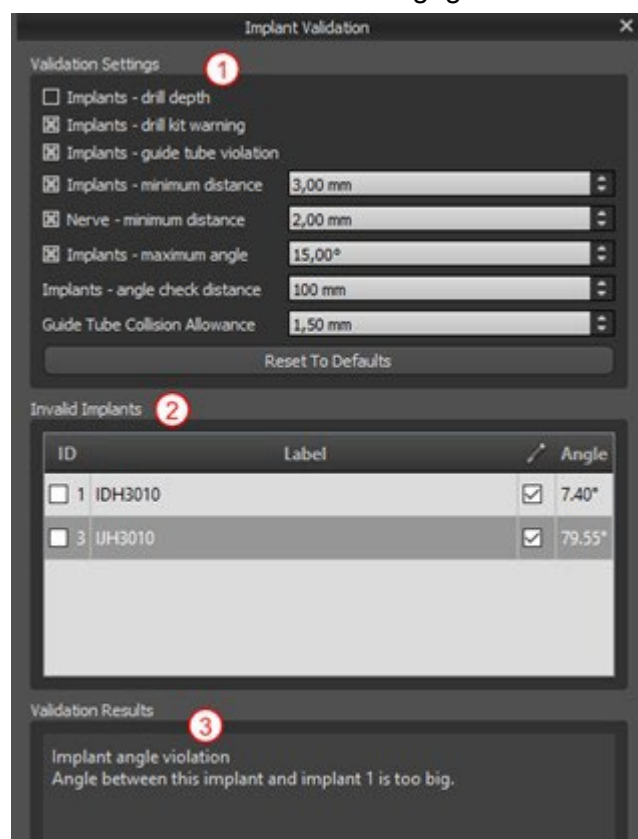 Implant Validation
Validation Settings
1
Implants - drill depth
Implants - drill kit warning
Implants - guide tube violation
Implants - minimum distance 3,00 mm
Nerve - minimum distance 2,00 mm
Implants - maximum angle 15,00°
Implants - angle check distance 100 mm
Guide Tube Collision Allowance 1,50 mm
Reset To Defaults
Invalid Implants 2
ID Label Angle
1 IDH3010 7.40°
3 IJH3010 79.55°
Validation Results
3
Implant angle violation
Angle between this implant and implant 1 is too big.